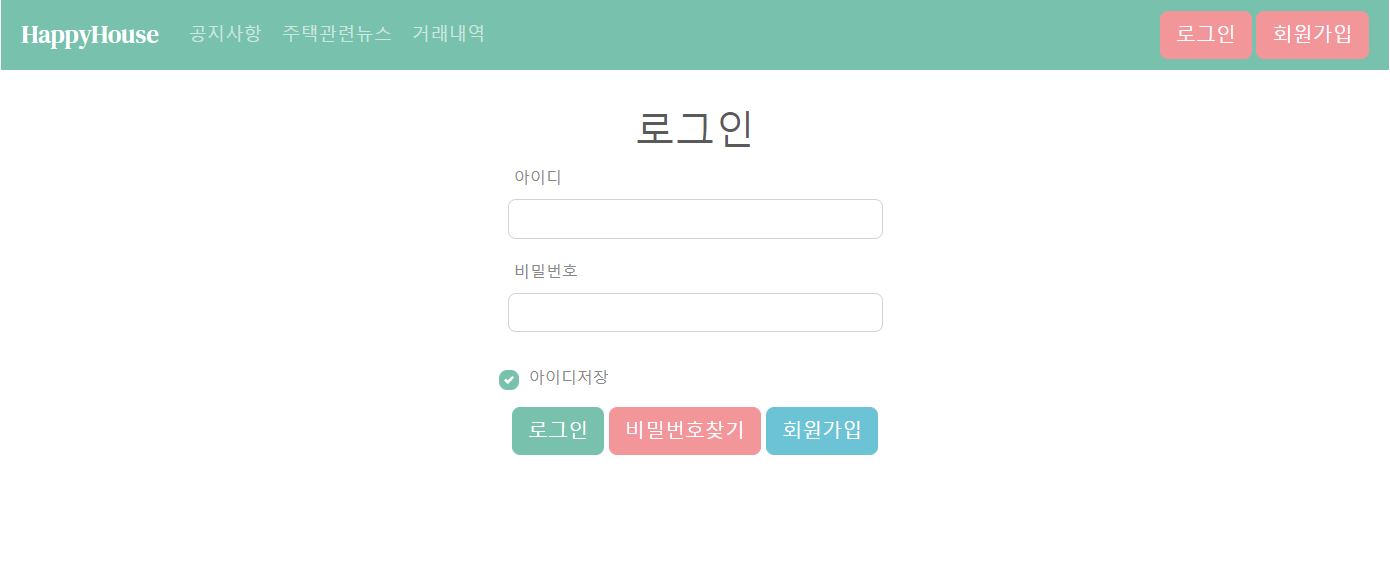 HappyHouse 공지사항 주택관련뉴스 거래내역 로그인 회원가입
로그인
아이디
비밀번호
아이디저장
로그인 비밀번호찾기 회원가입